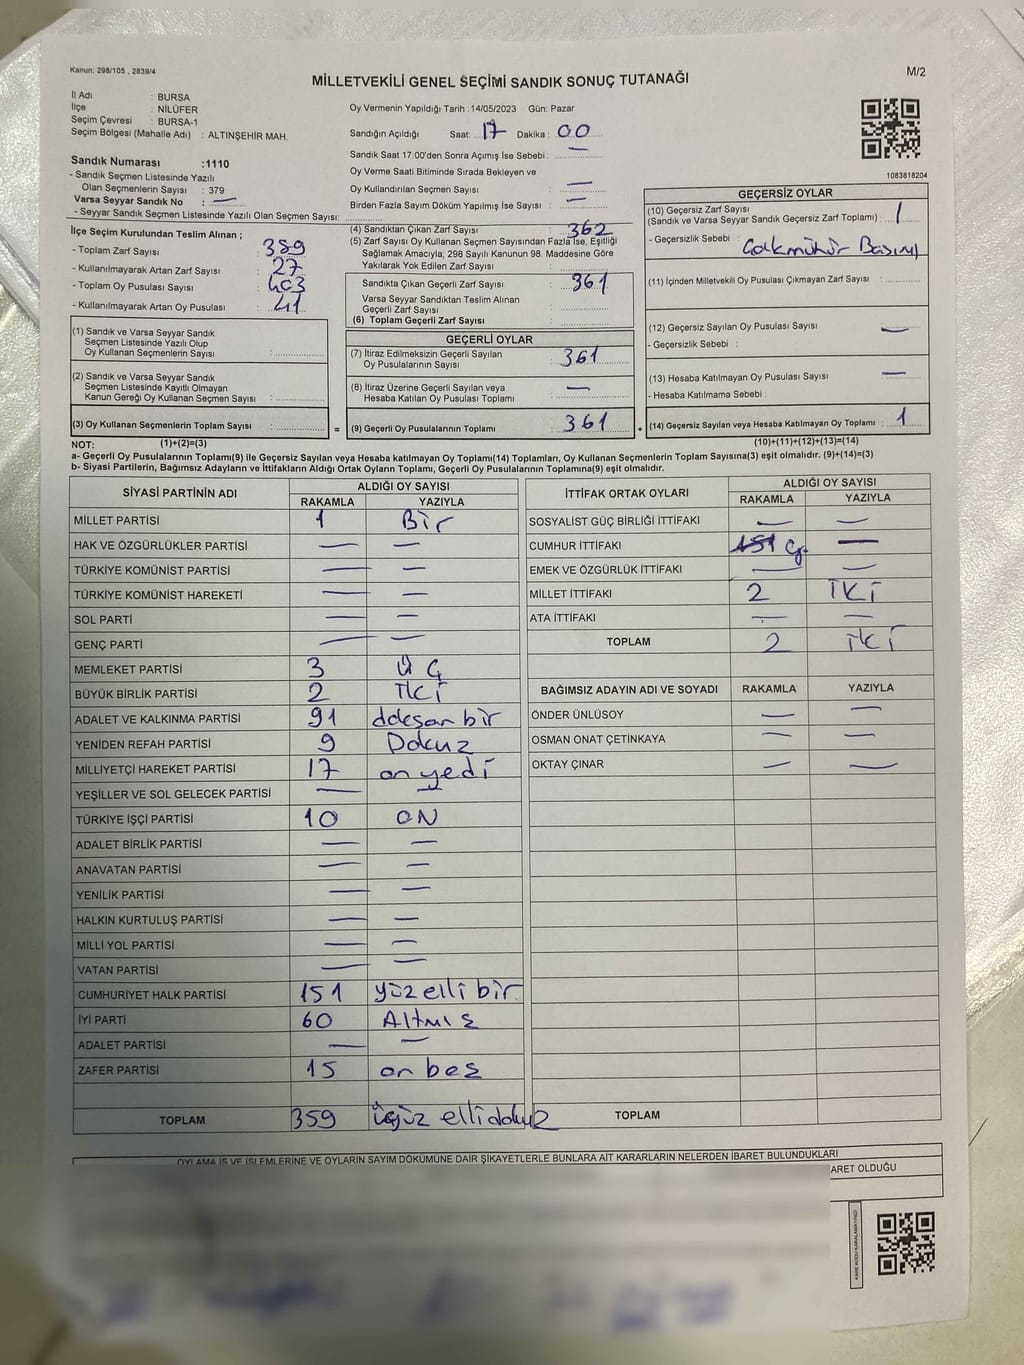 Kanun: 298/105 , 2839/4
M/2
MİLLETVEKİLİ GENEL SEÇİMİ SANDIK SONUÇ TUTANAĞI
İl Adı : BURSA
İlçe : NİLÜFER
Seçim Çevresi : BURSA-1
Seçim Bölgesi (Mahalle Adı) : ALTINŞEHİR MAH.
Oy Vermenin Yapıldığı Tarih :14/05/2023 Gün: Pazar
Sandığın Açıldığı Saat: 17 Dakika: 00
Sandık Saat 17:00'den Sonra Açımış İse Sebebi : —
Oy Verme Saati Bitiminde Sırada Bekleyen ve
Oy Kullandırılan Seçmen Sayısı —
Birden Fazla Sayım Döküm Yapılmış İse Sayısı : —
1083818204
Sandık Numarası :1110
- Sandık Seçmen Listesinde Yazılı
Olan Seçmenlerin Sayısı : 379
Varsa Seyyar Sandık No : —
- Seyyar Sandık Seçmen Listesinde Yazılı Olan Seçmen Sayısı:
İlçe Seçim Kurulundan Teslim Alınan ;
- Toplam Zarf Sayısı : 389
- Kullanılmayarak Artan Zarf Sayısı : 27
- Toplam Oy Pusulası Sayısı : 403
- Kullanılmayarak Artan Oy Pusulası : 41
(1) Sandık ve Varsa Seyyar Sandık
Seçmen Listesinde Yazılı Olup
Oy Kullanan Seçmenlerin Sayısı :
(2) Sandık ve Varsa Seyyar Sandık
Seçmen Listesinde Kayıtlı Olmayan
Kanun Gereği Oy Kullanan Seçmen Sayısı :
(3) Oy Kullanan Seçmenlerin Toplam Sayısı : =
(4) Sandıktan Çıkan Zarf Sayısı : 362
(5) Zarf Sayısı Oy Kullanan Seçmen Sayısından Fazla İse, Eşitliği
Sağlamak Amacıyla; 298 Sayılı Kanunun 98. Maddesine Göre
Yakılarak Yok Edilen Zarf Sayısı :
Sandıkta Çıkan Geçerli Zarf Sayısı : 361
Varsa Seyyar Sandıktan Teslim Alınan
Geçerli Zarf Sayısı :
(6) Toplam Geçerli Zarf Sayısı :
GEÇERLİ OYLAR
(7) İtiraz Edilmeksizin Geçerli Sayılan
Oy Pusulalarının Sayısı : 361
(8) İtiraz Üzerine Geçerli Sayılan veya
Hesaba Katılan Oy Pusulası Toplamı : —
(9) Geçerli Oy Pusulalarının Toplamı : 361 +
GEÇERSİZ OYLAR
(10) Geçersiz Zarf Sayısı
(Sandık ve Varsa Seyyar Sandık Geçersiz Zarf Toplamı) : 1
- Geçersizlik Sebebi :
(11) İçinden Milletvekili Oy Pusulası Çıkmayan Zarf Sayısı :
(12) Geçersiz Sayılan Oy Pusulası Sayısı : —
- Geçersizlik Sebebi :
(13) Hesaba Katılmayan Oy Pusulası Sayısı : —
- Hesaba Katılmama Sebebi :
(14) Geçersiz Sayılan veya Hesaba Katılmayan Oy Toplamı : 1
NOT: (1)+(2)=(3) (10)+(11)+(12)+(13)=(14)
a- Geçerli Oy Pusulalarının Toplamı(9) ile Geçersiz Sayılan veya Hesaba katılmayan Oy Toplamı(14) Toplamları, Oy Kullanan Seçmenlerin Toplam Sayısına(3) eşit olmalıdır. (9)+(14)=(3)
b- Siyasi Partilerin, Bağımsız Adayların ve İttifakların Aldığı Ortak Oyların Toplamı, Geçerli Oy Pusulalarının Toplamına(9) eşit olmalıdır.
SİYASİ PARTİNİN ADI ALDIĞI OY SAYISI
RAKAMLA YAZIYLA
MİLLET PARTİSİ 1 Bir
HAK VE ÖZGÜRLÜKLER PARTİSİ — —
TÜRKİYE KOMÜNİST PARTİSİ — —
TÜRKİYE KOMÜNİST HAREKETİ — —
SOL PARTİ — —
GENÇ PARTİ — —
MEMLEKET PARTİSİ 3 ÜÇ
BÜYÜK BİRLİK PARTİSİ 2 İKİ
ADALET VE KALKINMA PARTİSİ 91 bir
YENİDEN REFAH PARTİSİ 9 Dokuz
MİLLİYETÇİ HAREKET PARTİSİ 17 on yedi
YEŞİLLER VE SOL GELECEK PARTİSİ — —
TÜRKİYE İŞÇİ PARTİSİ 10 ON
ADALET BİRLİK PARTİSİ — —
ANAVATAN PARTİSİ — —
YENİLİK PARTİSİ — —
HALKIN KURTULUŞ PARTİSİ — —
MİLLİ YOL PARTİSİ — —
VATAN PARTİSİ — —
CUMHURİYET HALK PARTİSİ 151 yüz elli bir
İYİ PARTİ 60 Altmış
ADALET PARTİSİ — —
ZAFER PARTİSİ 15 on beş
TOPLAM 359
İTTİFAK ORTAK OYLARI ALDIĞI OY SAYISI
RAKAMLA YAZIYLA
SOSYALİST GÜÇ BİRLİĞİ İTTİFAKI — —
CUMHUR İTTİFAKI 151 —
EMEK VE ÖZGÜRLÜK İTTİFAKI — —
MİLLET İTTİFAKI 2 İKİ
ATA İTTİFAKI — —
TOPLAM 2 iki
BAĞIMSIZ ADAYIN ADI VE SOYADI RAKAMLA YAZIYLA
ÖNDER ÜNLÜSOY — —
OSMAN ONAT ÇETİNKAYA — —
OKTAY ÇINAR — —
TOPLAM
OYLAMA İŞ VE İŞLEMLERİNE VE OYLARIN SAYIM DÖKÜMÜNE DAİR ŞİKAYETLERLE BUNLARA AİT KARARLARIN NELERDEN İBARET BULUNDUKLARI
ARET OLDUĞU
KARE KODU KARALAMAYINIZ!